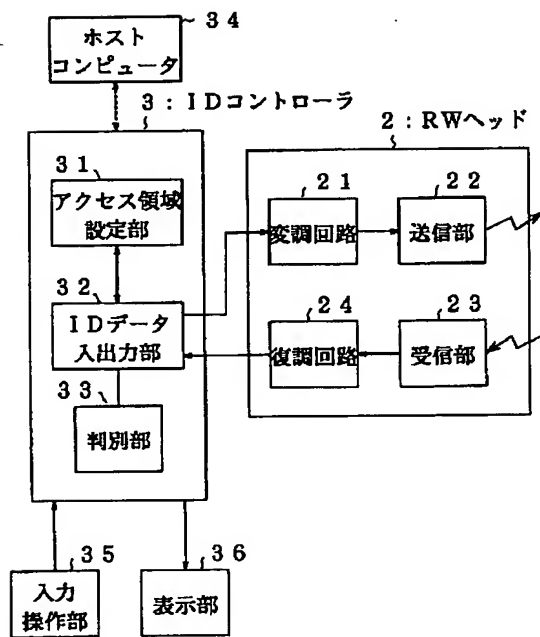 34
ホスト
コンピュータ
3:IDコントローラ
2:RWヘッド
31
アクセス領域
設定部
21
変調回路
22
送信部
32
IDデータ
入出力部
24
復調回路
23
受信部
33
判別部
35
入力
操作部
36
表示部